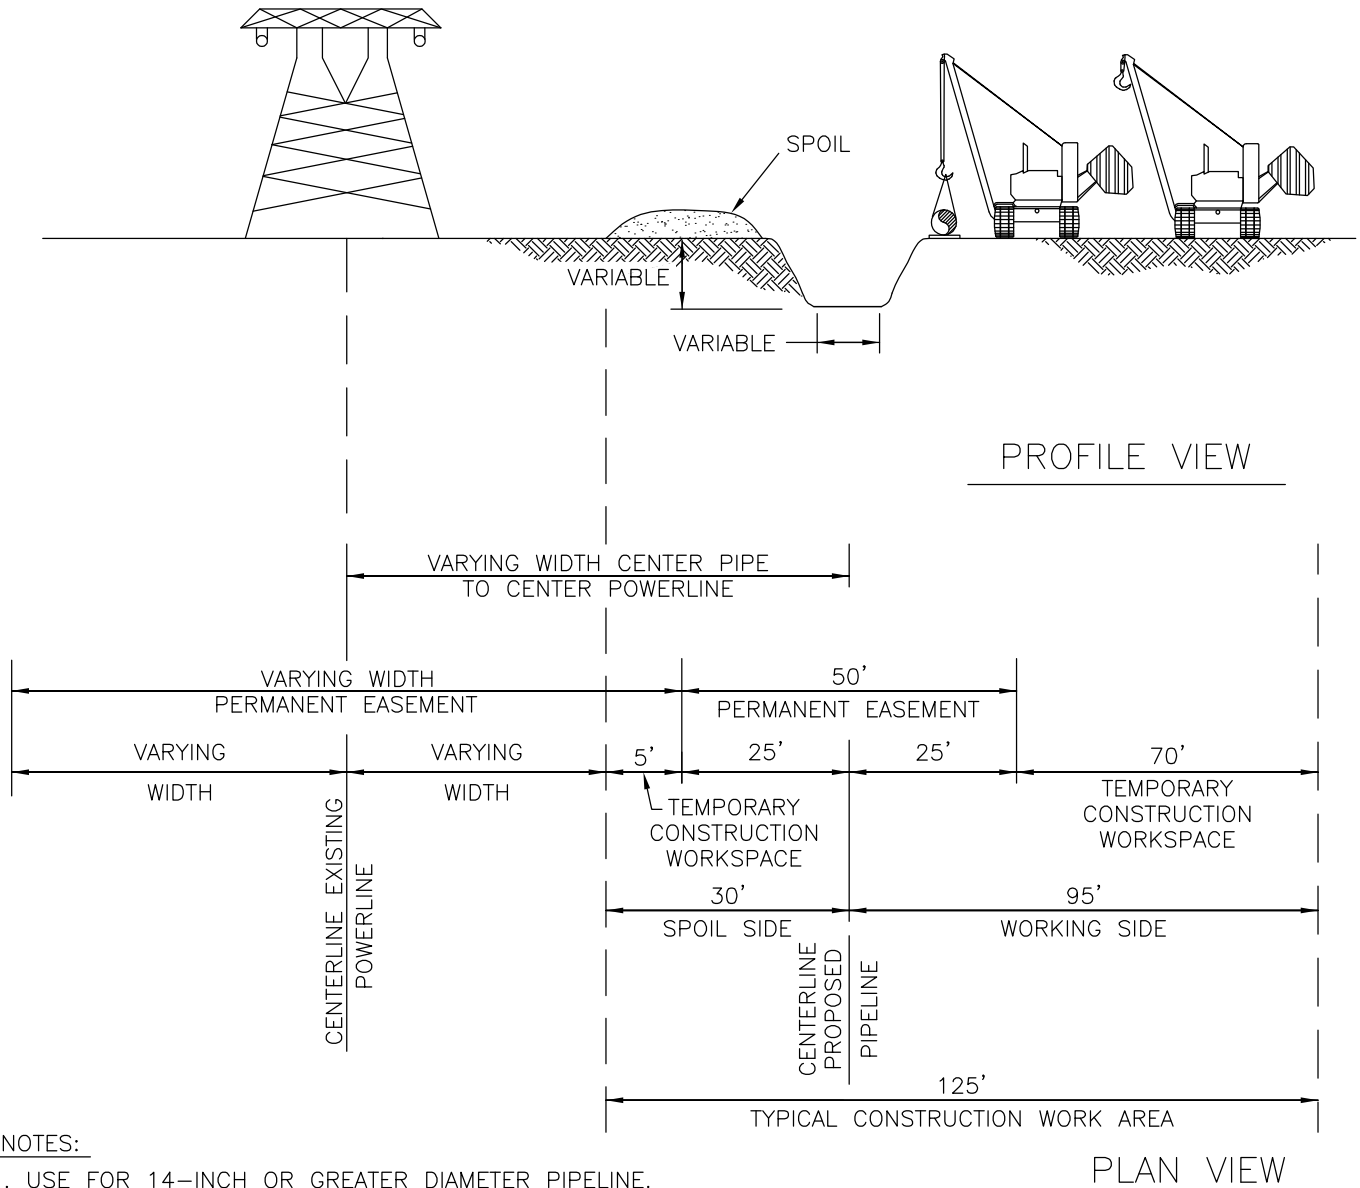 SPOIL
VARIABLE
VARIABLE
PROFILE VIEW
VARYING WIDTH CENTER PIPE
TO CENTER POWERLINE
VARYING WIDTH
PERMANENT EASEMENT
50'
PERMANENT EASEMENT
VARYING
WIDTH
VARYING
WIDTH
5'
25'
25'
70'
TEMPORARY
CONSTRUCTION
WORKSPACE
TEMPORARY
CONSTRUCTION
WORKSPACE
CENTERLINE EXISTING
POWERLINE
30'
SPOIL SIDE
95'
WORKING SIDE
CENTERLINE
PROPOSED
PIPELINE
125'
TYPICAL CONSTRUCTION WORK AREA
NOTES:
. USE FOR 14-INCH OR GREATER DIAMETER PIPELINE.
PLAN VIEW